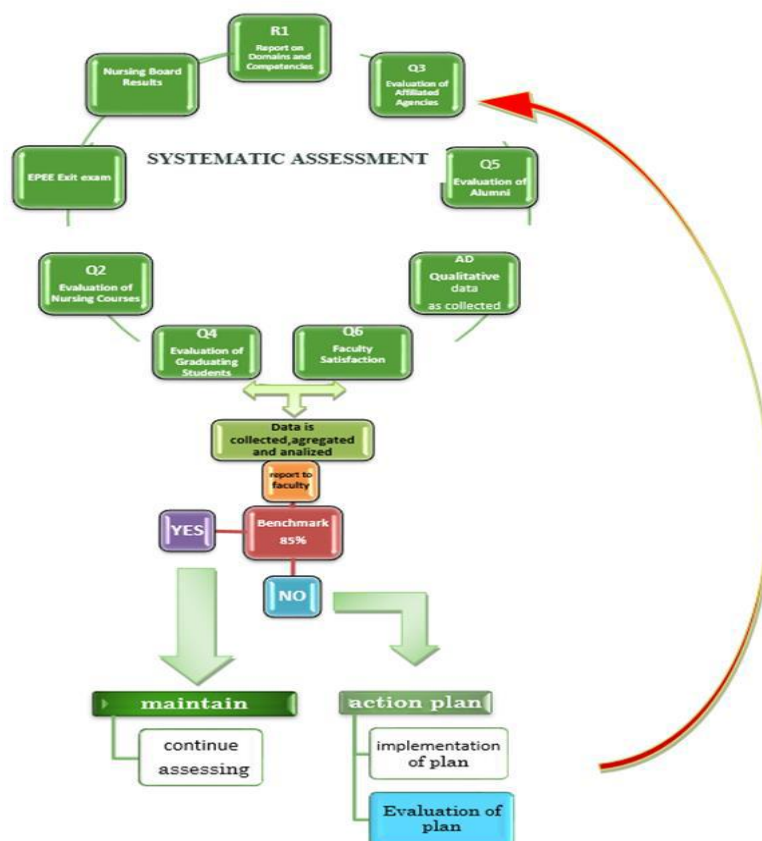 R1
Report on
Domains and
Competencies
Nursing Board
Results
Q3
Evaluation of
Affiliated
Agencies
SYSTEMATIC ASSESSMENT
EPEE Exit exam
Q5
Evaluation of
Alumni
Q2
Evaluation of
Nursing Courses
AD
Qualitative
data
as collected
Q4
Evaluation of
Graduating
Students
Q6
Faculty
Satisfaction
Data is
collected,agregated
and analized
report to
faculty
YES
Benchmark
85%
NO
maintain
continue
assessing
action plan
implementation
of plan
Evaluation of
plan